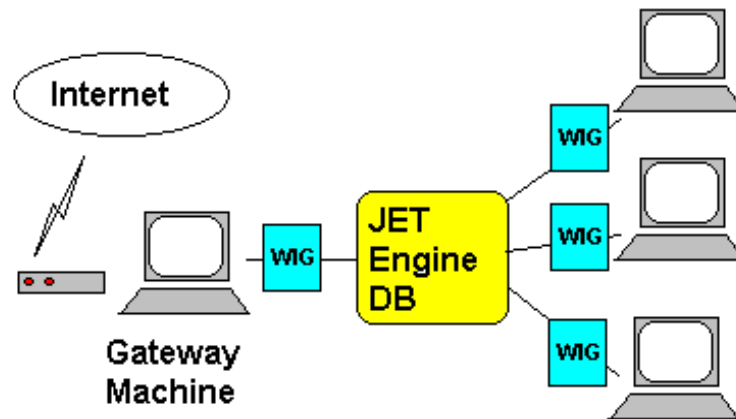 Internet
WIG
WIG
WIG
WIG
JET
Engine
DB
Gateway
Machine